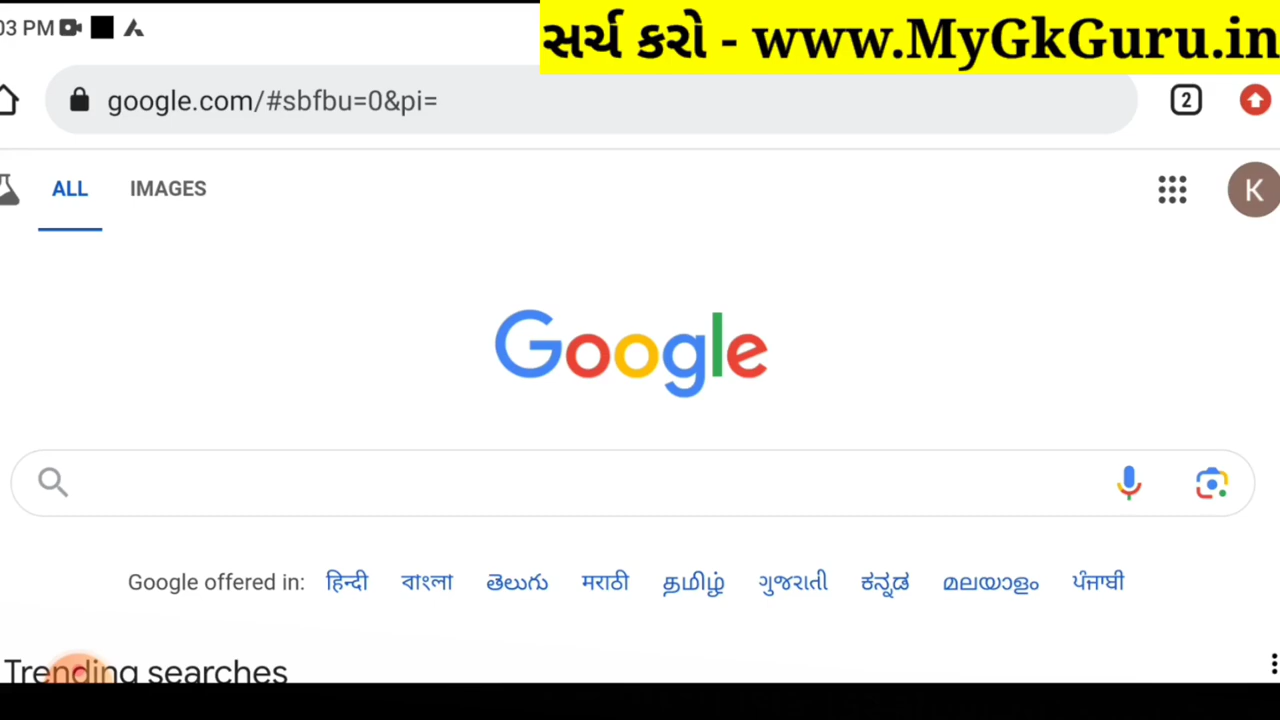 03 PM
સર્ચ કરો - www.MyGkGuru.in
google.com/#sbfbu=0&pi=
2
ALL IMAGES
K
Google
Google offered in: हिन्दी বাংলা తెలుగు मराठी தமிழ் ગુજરાતી ಕನ್ನಡ മലയാളം ਪੰਜਾਬੀ
Trending searches